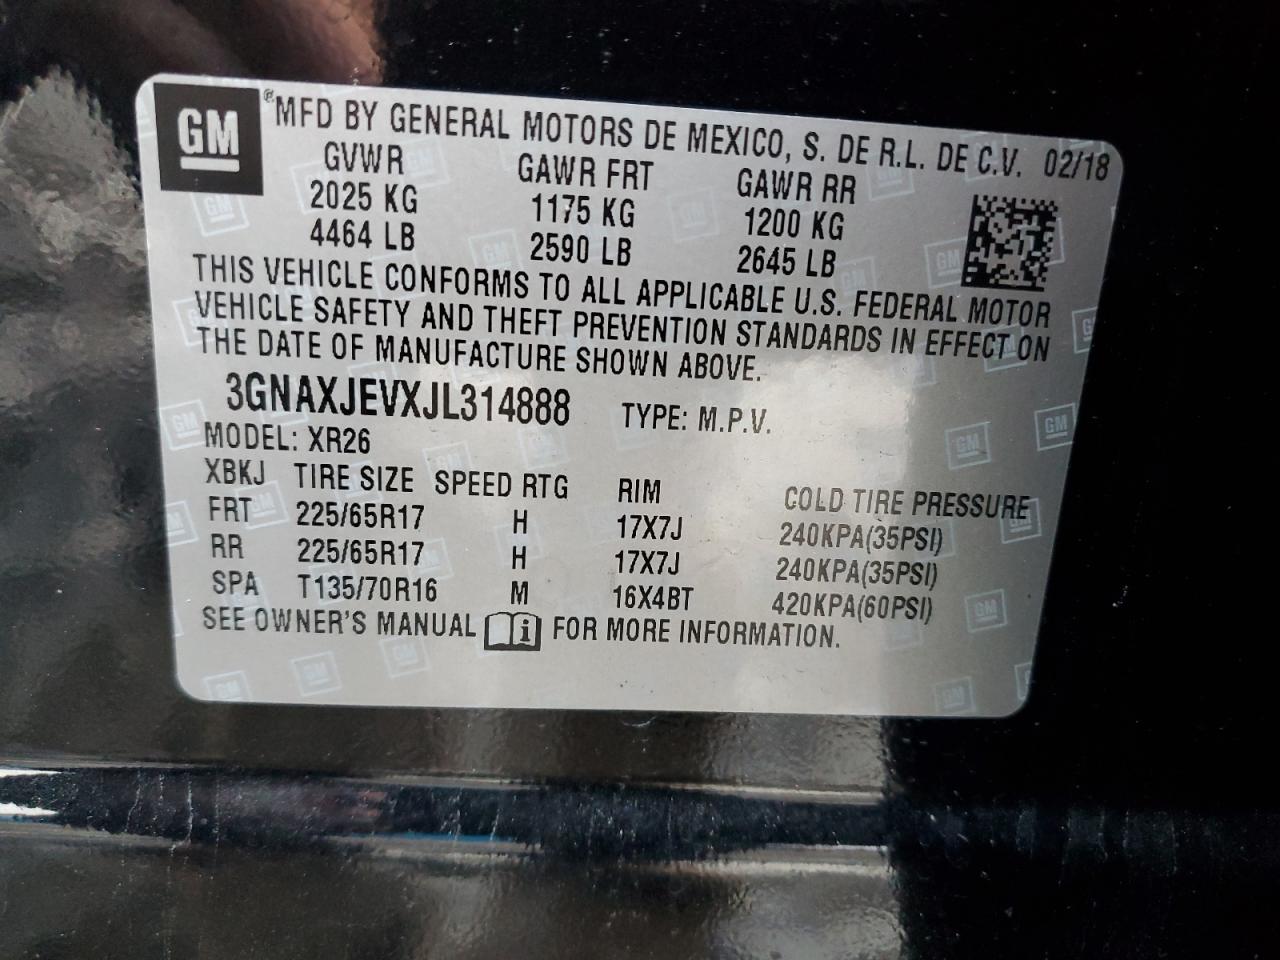 GM
® MFD BY GENERAL MOTORS DE MEXICO, S. DE R.L. DE C.V. 02/18
GVWR GAWR FRT GAWR RR
2025 KG 1175 KG 1200 KG
4464 LB 2590 LB 2645 LB
THIS VEHICLE CONFORMS TO ALL APPLICABLE U.S. FEDERAL MOTOR
VEHICLE SAFETY AND THEFT PREVENTION STANDARDS IN EFFECT ON
THE DATE OF MANUFACTURE SHOWN ABOVE.
3GNAXJEVXJL314888 TYPE: M.P.V.
MODEL: XR26
XBKJ TIRE SIZE SPEED RTG RIM COLD TIRE PRESSURE
FRT 225/65R17 H 17X7J 240KPA(35PSI)
RR 225/65R17 H 17X7J 240KPA(35PSI)
SPA T135/70R16 M 16X4BT 420KPA(60PSI)
SEE OWNER'S MANUAL i FOR MORE INFORMATION.